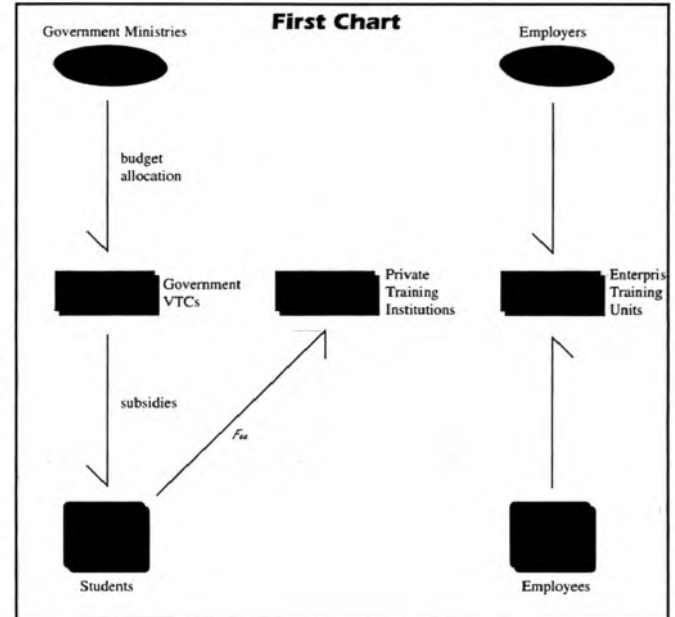 First Chart
Government Ministries
Employers
budget
allocation
Government
VTCs
Private
Training
Institutions
Enterpris
Training
Units
subsidies
Fee
Students
Employees